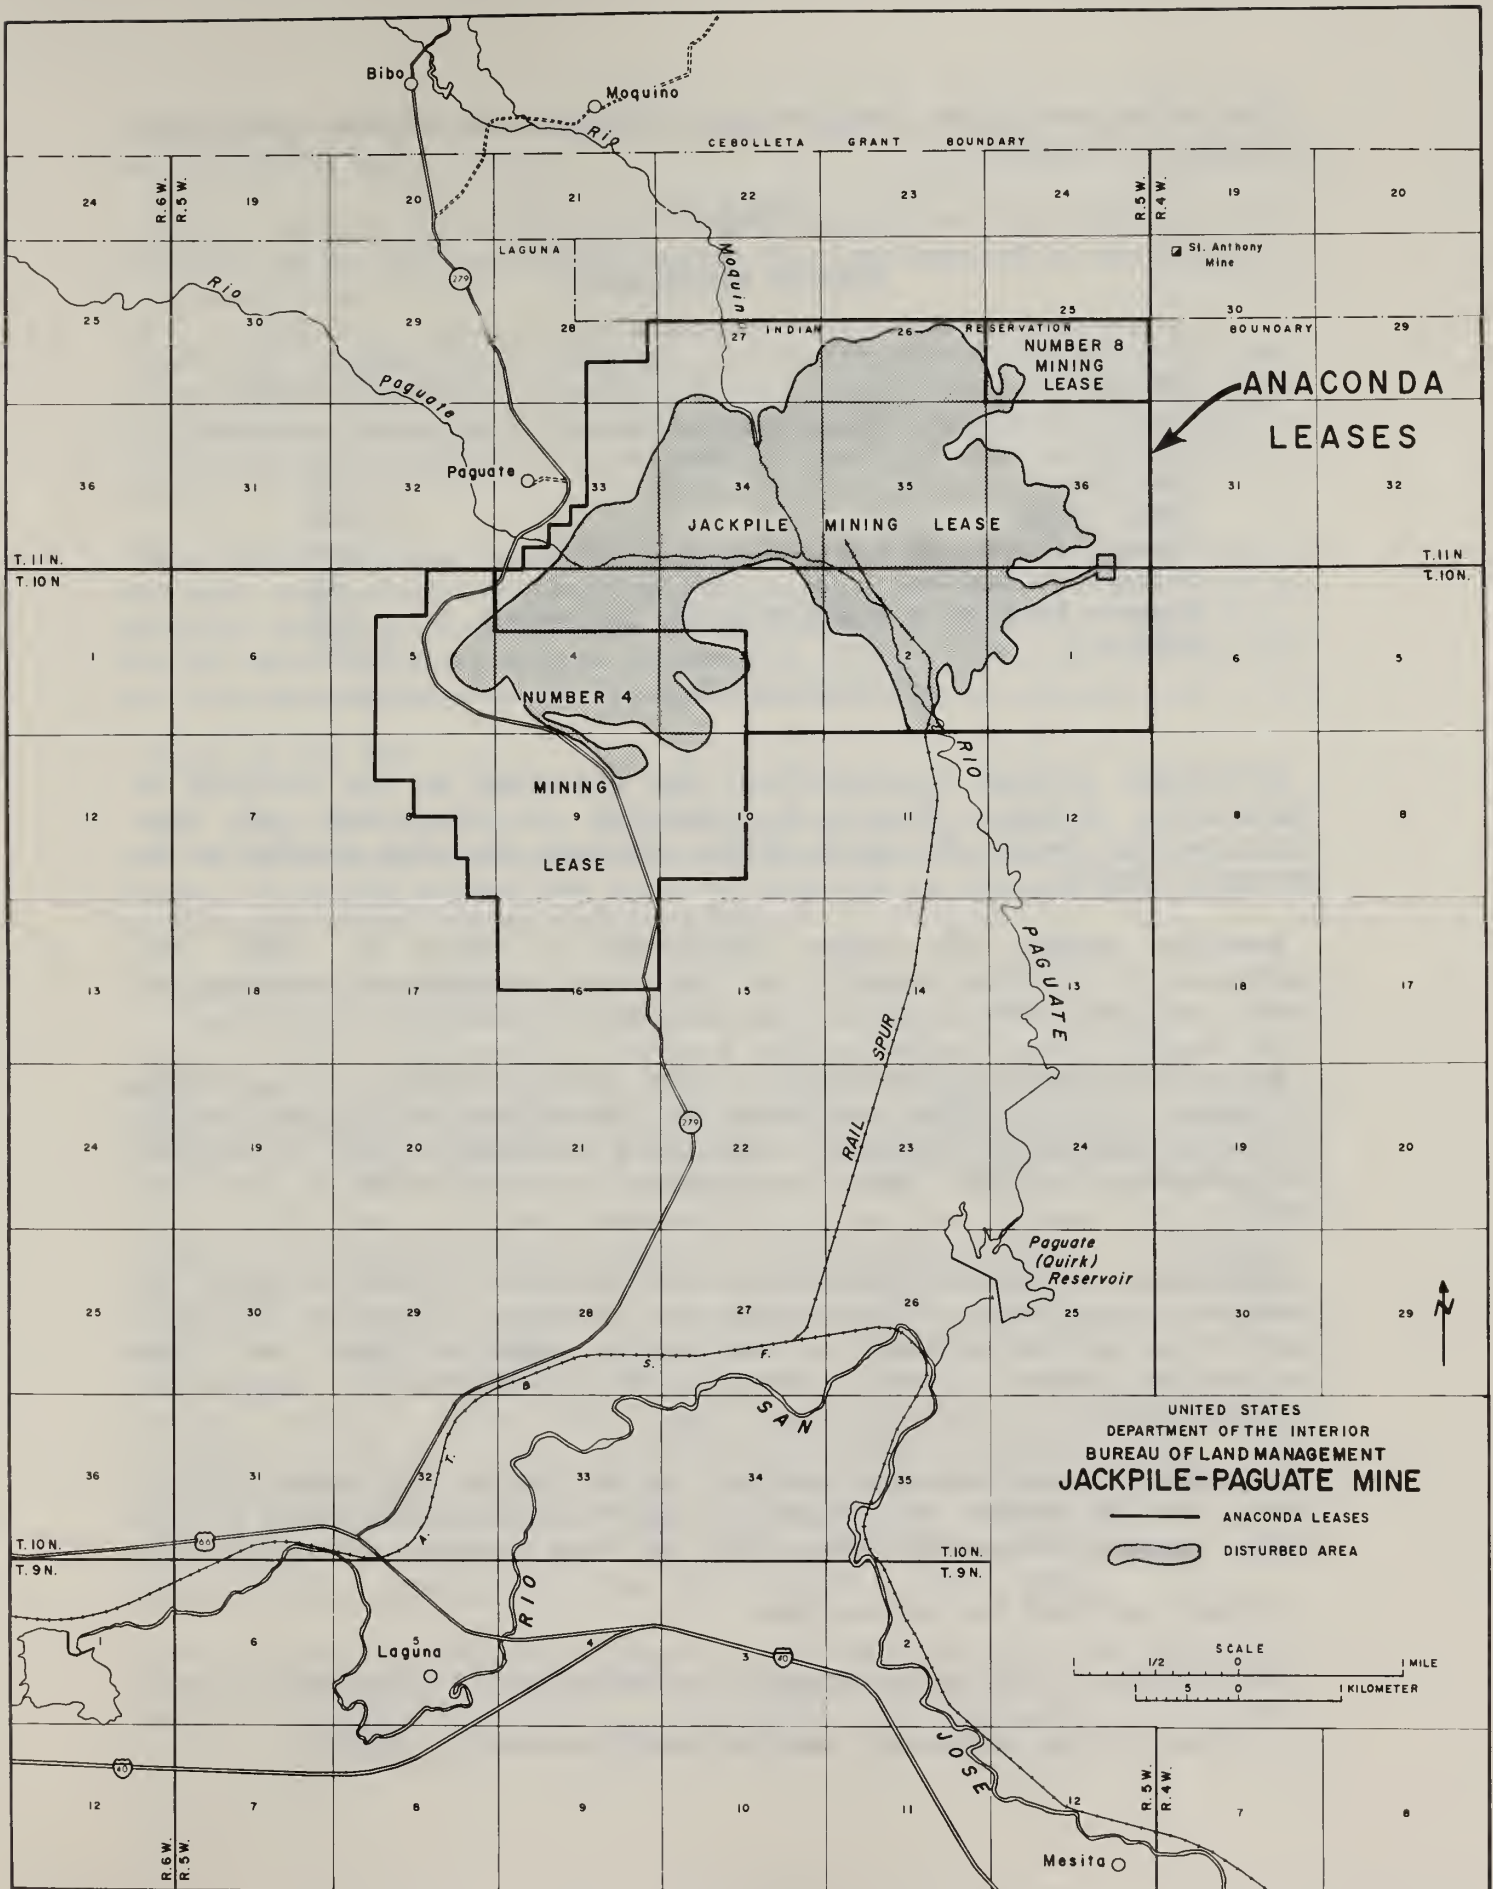 Bibo
Moquino
Rio
CEBOLLETA GRANT BOUNDARY
R.6W. R.5W.
R.5W. R.4W.
24 19 20 21 22 23 24 19 20
LAGUNA
Moquino
St. Anthony
Mine
279
Rio
25 30 29 28 27 26 25 30 29
INDIAN RESERVATION BOUNDARY
NUMBER 8
MINING
LEASE
Paguate
ANACONDA
LEASES
Paguate
36 31 32 33 34 35 36 31 32
JACKPILE MINING LEASE
T.11N.
T.10N
T.11N.
T.10N.
1 6 5 4 3 2 1 6 5
NUMBER 4
RIO
MINING
12 7 8 9 10 11 12 8 8
LEASE
PAGUATE
13 18 17 16 15 14 13 18 17
SPUR
279
RAIL
24 19 20 21 22 23 24 19 20
Paguate
(Quirk)
Reservoir
25 30 29 28 27 26 25 30 29
N
A. T. B S. F.
SAN
UNITED STATES
DEPARTMENT OF THE INTERIOR
BUREAU OF LAND MANAGEMENT
JACKPILE-PAGUATE MINE
36 31 32 33 34 35
ANACONDA LEASES
66
T.10N.
T.9N.
T.10N.
T.9N.
DISTURBED AREA
RIO
1 6 5 4 3 2
Laguna
40
SCALE
1 1/2 0 1 MILE
1 5 0 1 KILOMETER
JOSE
40
R.5W. R.4W.
12 7 8 9 10 11 12 7 8
R.6W. R.5W.
Mesita